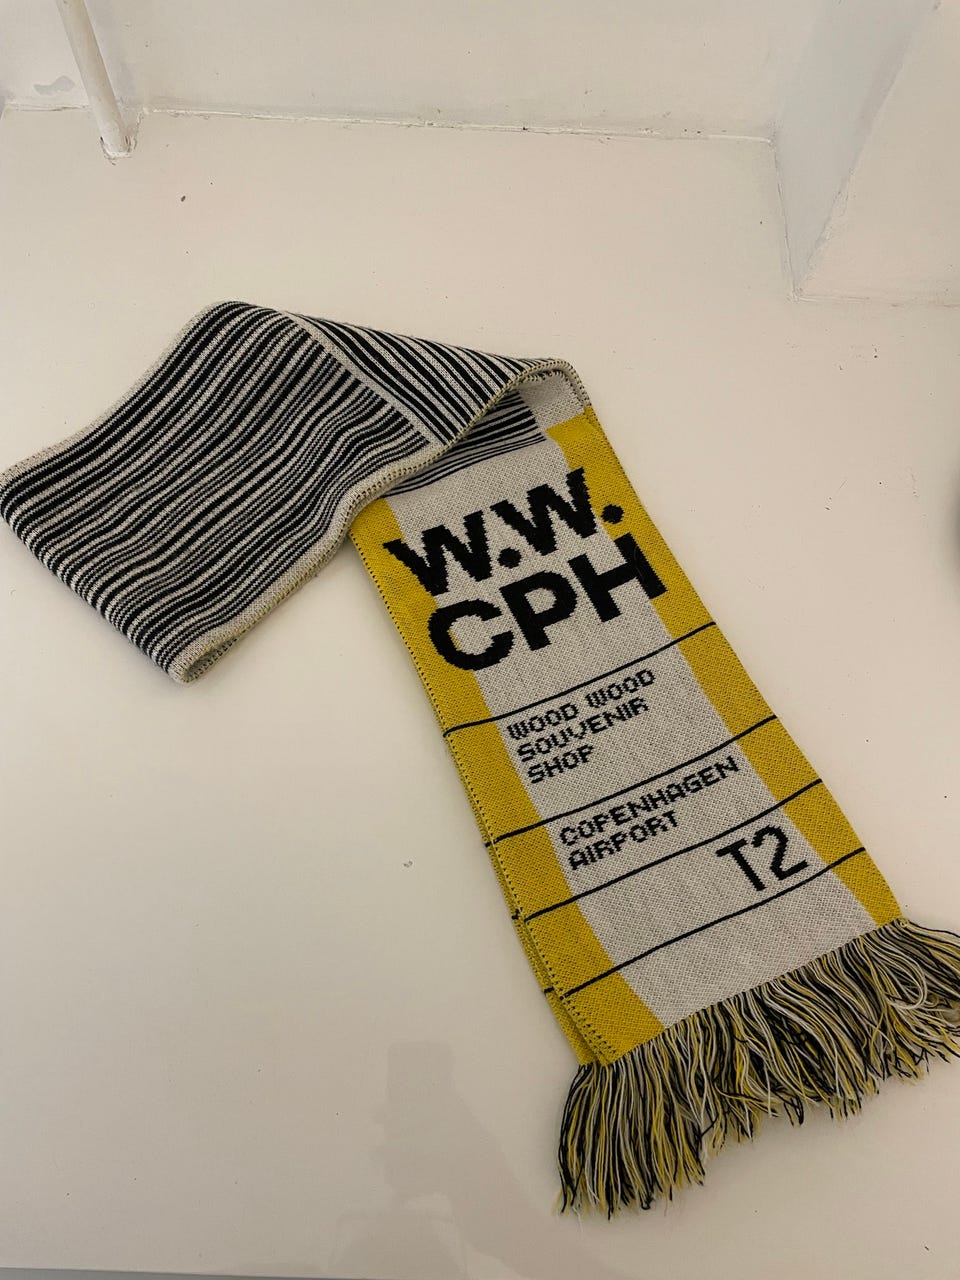 W.W.
CPH
WOOD WOOD
SOUVENIR
SHOP
COPENHAGEN
AIRPORT
T2